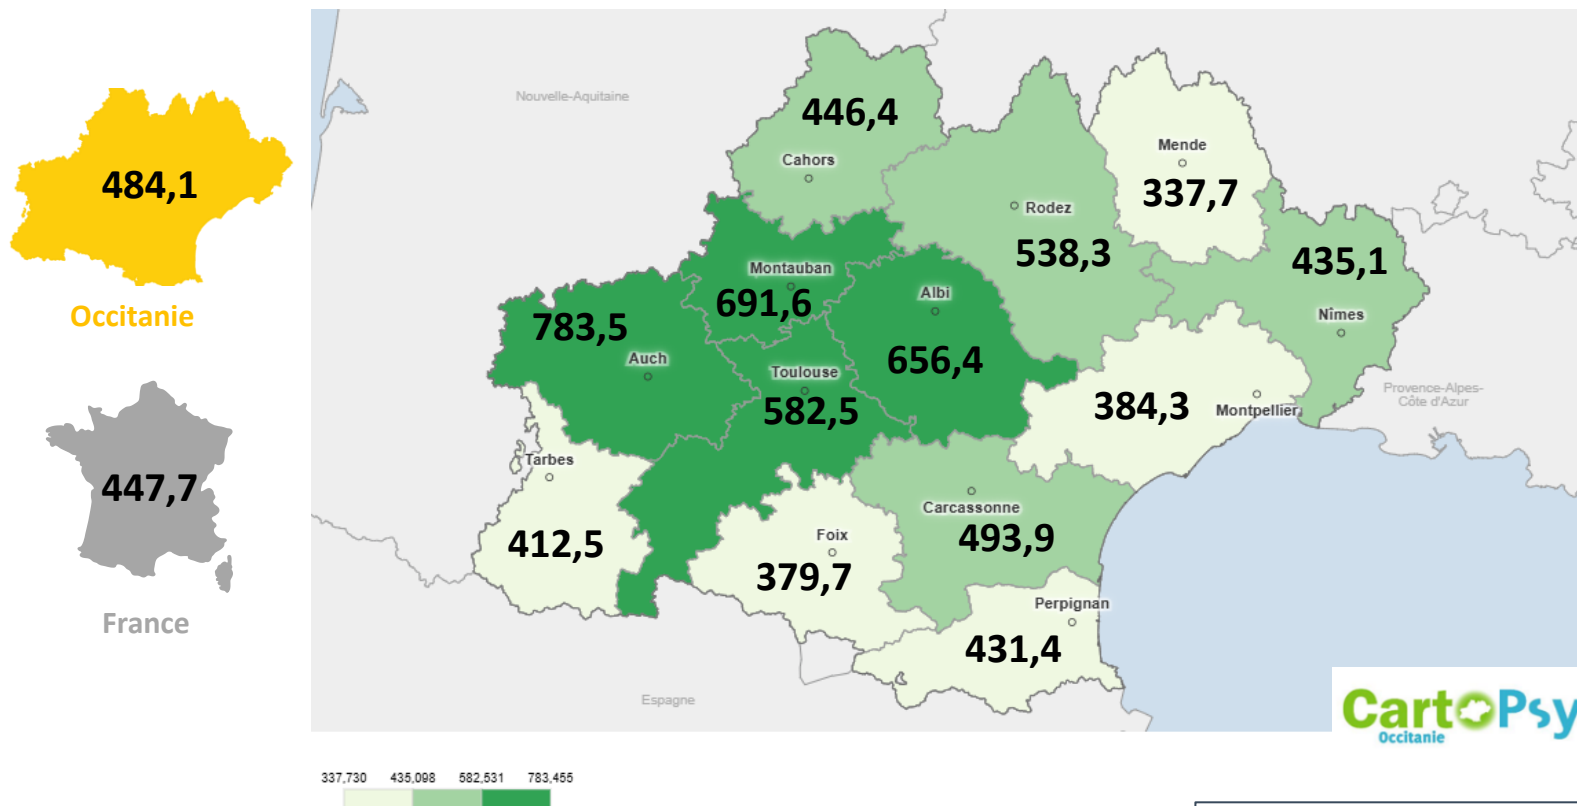 Nouvelle-Aquitaine
446,4
Cahors
Mende
337,7
484,1
Rodez
538,3
435,1
Occitanie
Montauban
691,6
Albi
783,5
Nîmes
Auch
Toulouse
656,4
582,5
384,3
Montpellier
Provence-Alpes-
Côte d'Azur
447,7
Tarbes
412,5
Carcassonne
493,9
Foix
379,7
France
Perpignan
431,4
Espagne
CartoPsy
Occitanie
337,730 435,098 582,531 783,455